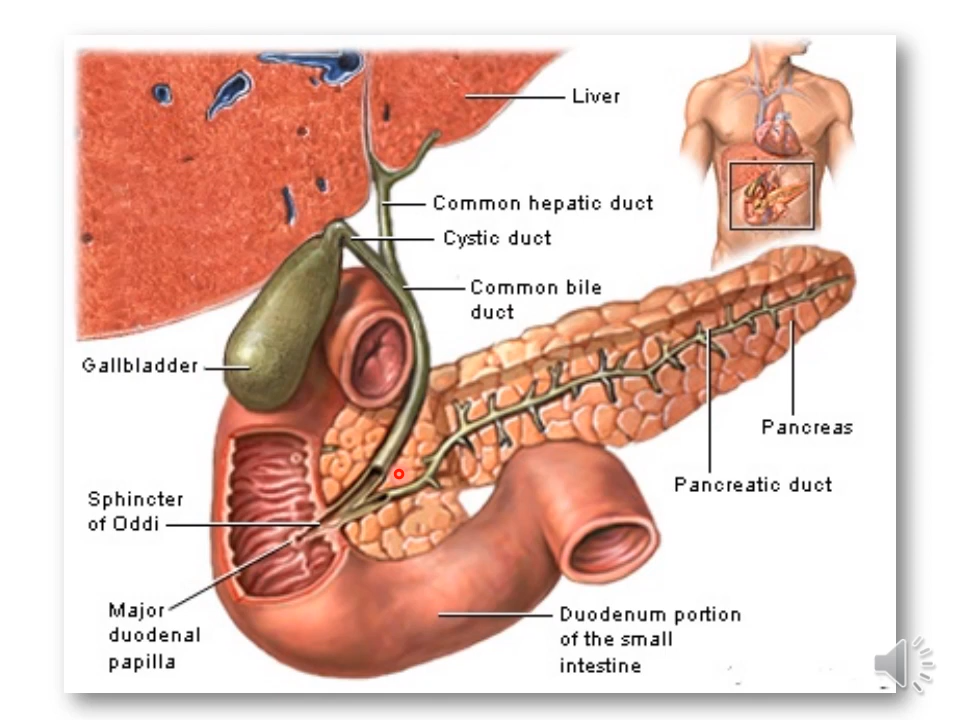 Liver
Common hepatic duct
Cystic duct
Common bile
duct
Gallbladder
Pancreas
Pancreatic duct
Sphincter
of Oddi
Major
duodenal
papilla
Duodenum portion
of the small
intestine